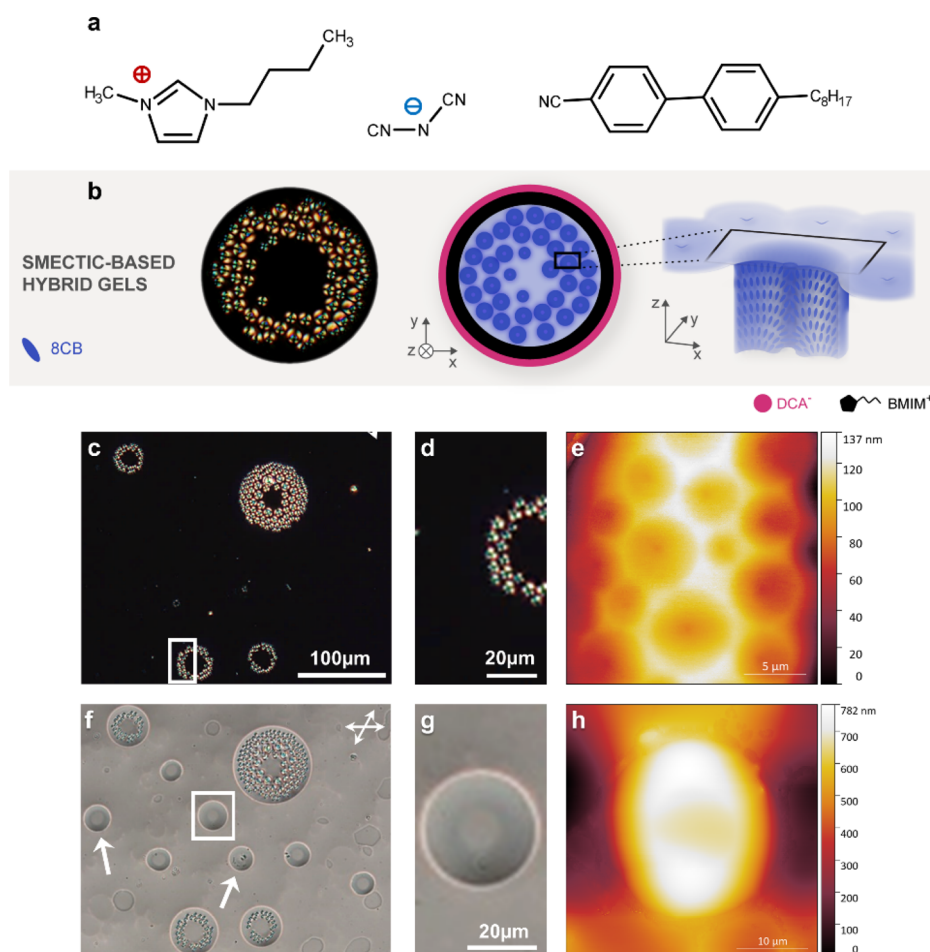 a
CH₃
H₃C
⊕
N
N
⊖
CN
CN
N
NC
C₈H₁₇
b
SMECTIC-BASED
HYBRID GELS
8CB
y
z
x
z
y
x
DCA⁻
BMIM⁺
c
100µm
d
20µm
e
5 µm
137 nm
120
100
80
60
40
20
0
f
g
20µm
h
10 µm
782 nm
700
600
500
400
300
200
100
0